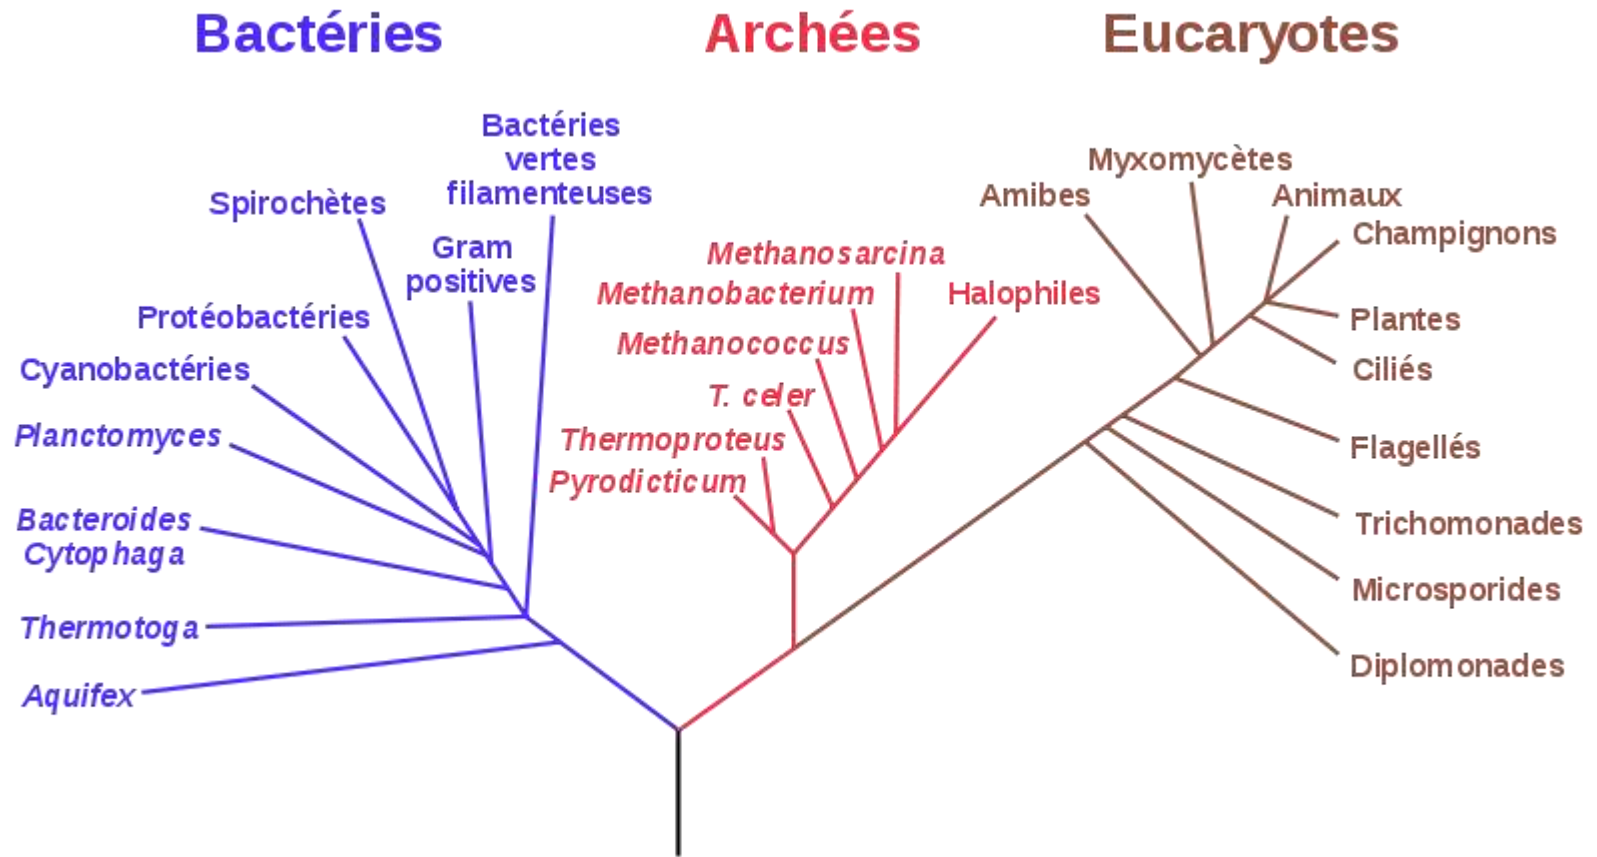 Bactéries
Archées
Eucaryotes
Bactéries
vertes
filamenteuses
Spirochètes
Gram
positives
Protéobactéries
Cyanobactéries
Planctomyces
Bacteroides
Cytophaga
Thermotoga
Aquifex
Methanosarcina
Methanobacterium
Halophiles
Methanococcus
T. celer
Thermoproteus
Pyrodicticum
Myxomycètes
Amibes
Animaux
Champignons
Plantes
Ciliés
Flagellés
Trichomonades
Microsporides
Diplomonades